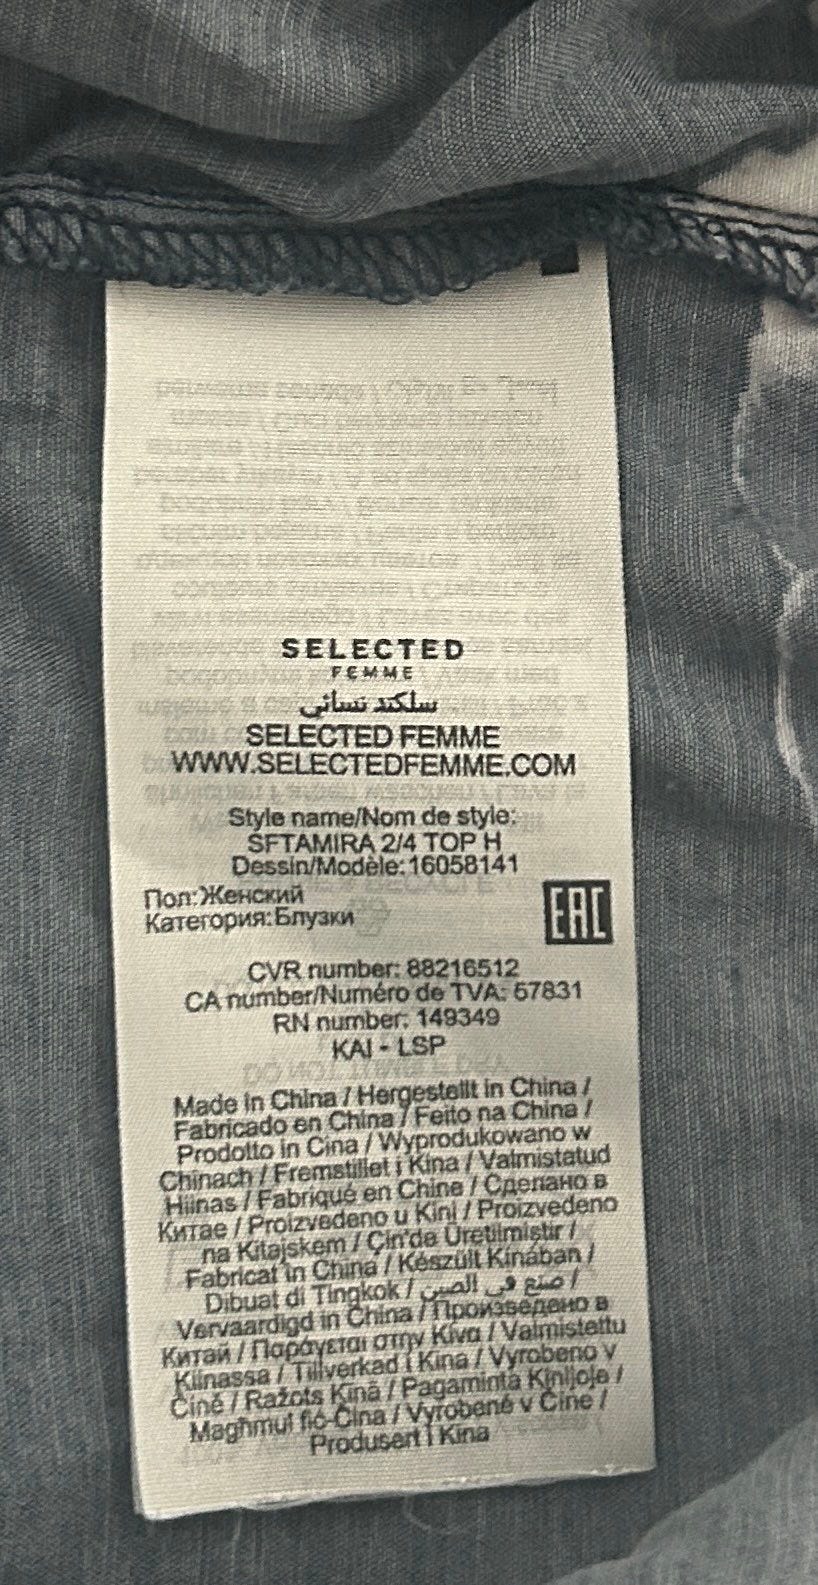 SELECTED
FEMME
سلكتد نسائي
SELECTED FEMME
WWW.SELECTEDFEMME.COM
Style name/Nom de style:
SFTAMIRA 2/4 TOP H
Dessin/Modèle:16058141
Пол:Женский
Категория:Блузки
EAC
CVR number: 88216512
CA number/Numéro de TVA: 57831
RN number: 149349
KAI - LSP
Made in China / Hergestellt in China /
Fabricado en China / Feito na China /
Prodotto in Cina / Wyprodukowano w
Chinach / Fremstillet i Kina / Valmistatud
Hiinas / Fabriqué en Chine / Сделано в
Китае / Proizvedeno u Kini / Proizvedeno
na Kitajskem / Çin'de Üretilmiştir /
Fabricat în China / Készült Kínában /
Dibuat di Tingkok / صنع في الصين /
Vervaardigd in China / Произведено в
Китай / Παράγεται στην Κίνα / Valmistettu
Kiinassa / Tillverkad i Kina / Vyrobeno v
Číně / Ražots Ķīnā / Pagaminta Kinijoje /
Magħmul fiċ-Ċina / Vyrobené v Číne /
Produsert i Kina